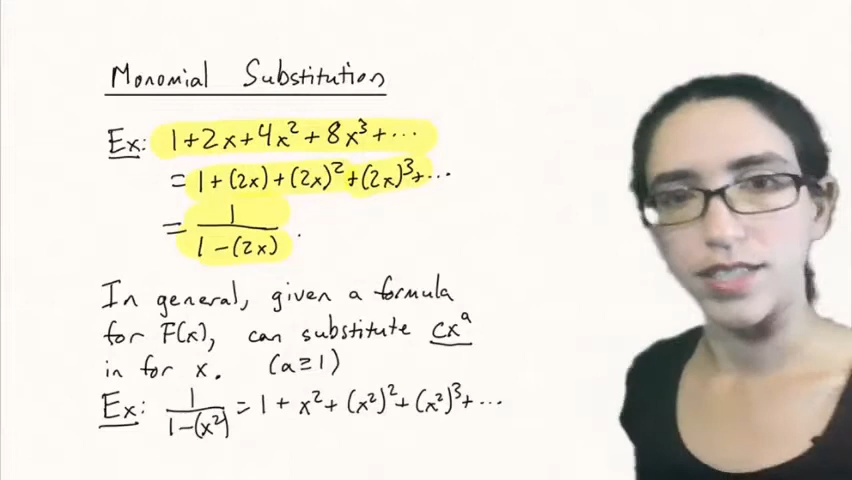 Monomial Substitution
Ex: 1+2x+4x²+8x³+⋯
= 1+(2x)+(2x)²+(2x)³+⋯
= 1/(1-(2x)).
In general, given a formula
for F(x), can substitute cxᵃ
in for x. (a≥1)
Ex: 1/(1-(x²)) = 1+x²+(x²)²+(x²)³+⋯